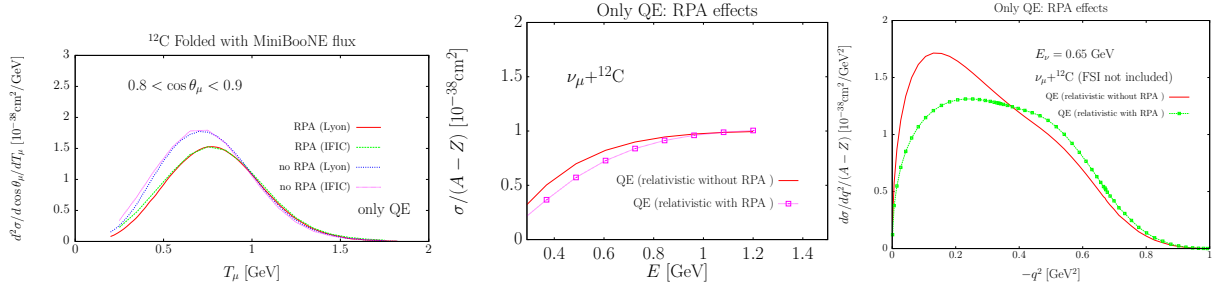 ¹²C Folded with MiniBooNE flux
3
2.5
2
1.5
1
0.5
0
0
0.5
1
1.5
2
d²σ/d cos θμ/dTμ [10⁻³⁸ cm²/GeV]
Tμ [GeV]
0.8 < cos θμ < 0.9
RPA (Lyon)
RPA (IFIC)
no RPA (Lyon)
no RPA (IFIC)
only QE
Only QE: RPA effects
2
1.5
1
0.5
0
0.4
0.6
0.8
1
1.2
1.4
σ/(A − Z) [10⁻³⁸cm²]
E [GeV]
νμ+¹²C
QE (relativistic without RPA )
QE (relativistic with RPA )
Only QE: RPA effects
2
1.5
1
0.5
0
0
0.2
0.4
0.6
0.8
1
dσ/dq²/(A − Z) [10⁻³⁸cm²/GeV²]
−q² [GeV²]
Eν = 0.65 GeV
νμ+¹²C (FSI not included)
QE (relativistic without RPA )
QE (relativistic with RPA )